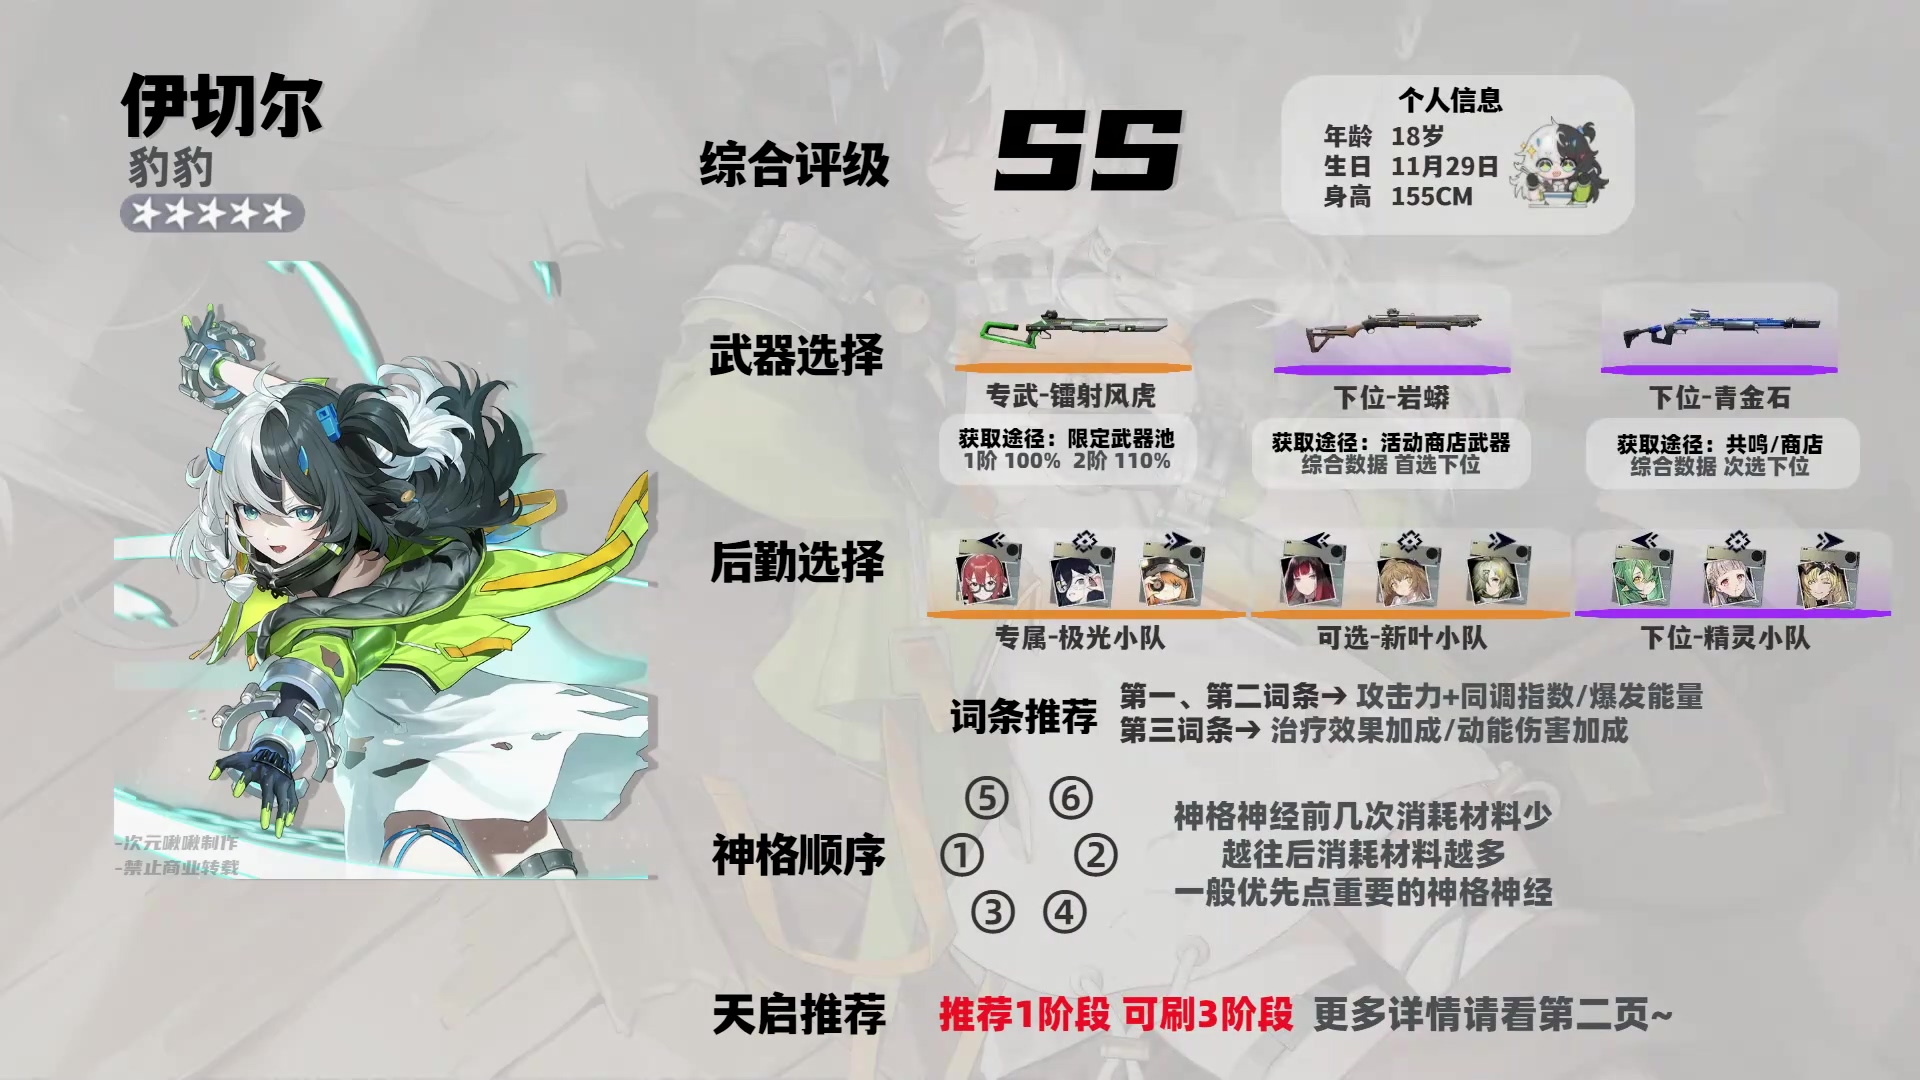 伊切尔
豹豹
综合评级
SS
个人信息
年龄 18岁
生日 11月29日
身高 155CM
武器选择
专武-镭射风虎
获取途径：限定武器池
1阶 100% 2阶 110%
下位-岩蟒
获取途径：活动商店武器
综合数据 首选下位
下位-青金石
获取途径：共鸣/商店
综合数据 次选下位
后勤选择
专属-极光小队
可选-新叶小队
下位-精灵小队
词条推荐
第一、第二词条→ 攻击力+同调指数/爆发能量
第三词条→ 治疗效果加成/动能伤害加成
神格顺序
⑤ ⑥
① ②
③ ④
神格神经前几次消耗材料少
越往后消耗材料越多
一般优先点重要的神格神经
天启推荐
推荐1阶段 可刷3阶段 更多详情请看第二页~
-次元啾啾制作
-禁止商业转载